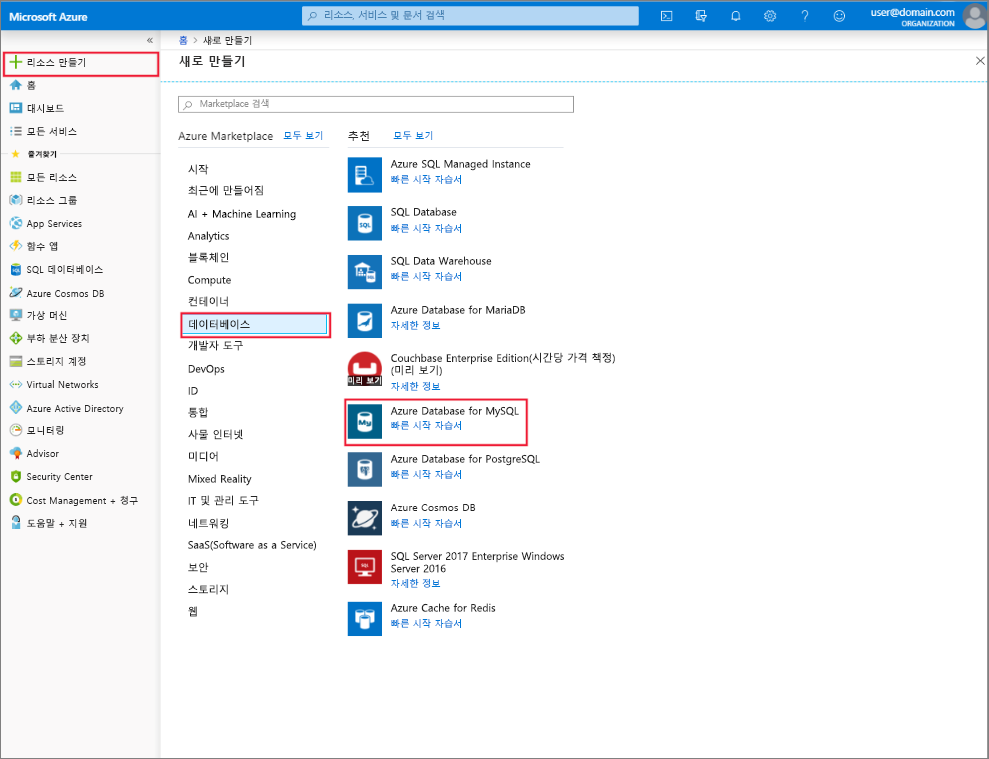 Microsoft Azure
리소스, 서비스 및 문서 검색
user@domain.com
ORGANIZATION
«
리소스 만들기
홈
대시보드
모든 서비스
즐겨찾기
모든 리소스
리소스 그룹
App Services
함수 앱
SQL 데이터베이스
Azure Cosmos DB
가상 머신
부하 분산 장치
스토리지 계정
Virtual Networks
Azure Active Directory
모니터링
Advisor
Security Center
Cost Management + 청구
도움말 + 지원
홈 > 새로 만들기
새로 만들기
Marketplace 검색
Azure Marketplace 모두 보기
시작
최근에 만들어짐
AI + Machine Learning
Analytics
블록체인
Compute
컨테이너
데이터베이스
개발자 도구
DevOps
ID
통합
사물 인터넷
미디어
Mixed Reality
IT 및 관리 도구
네트워킹
SaaS(Software as a Service)
보안
스토리지
웹
추천 모두 보기
Azure SQL Managed Instance
빠른 시작 자습서
SQL
SQL Database
빠른 시작 자습서
SQL Data Warehouse
빠른 시작 자습서
Azure Database for MariaDB
자세한 정보
미리 보기
Couchbase Enterprise Edition(시간당 가격 책정)
(미리 보기)
자세한 정보
My
Azure Database for MySQL
빠른 시작 자습서
Azure Database for PostgreSQL
빠른 시작 자습서
Azure Cosmos DB
빠른 시작 자습서
SQL
SQL Server 2017 Enterprise Windows
Server 2016
자세한 정보
Azure Cache for Redis
빠른 시작 자습서